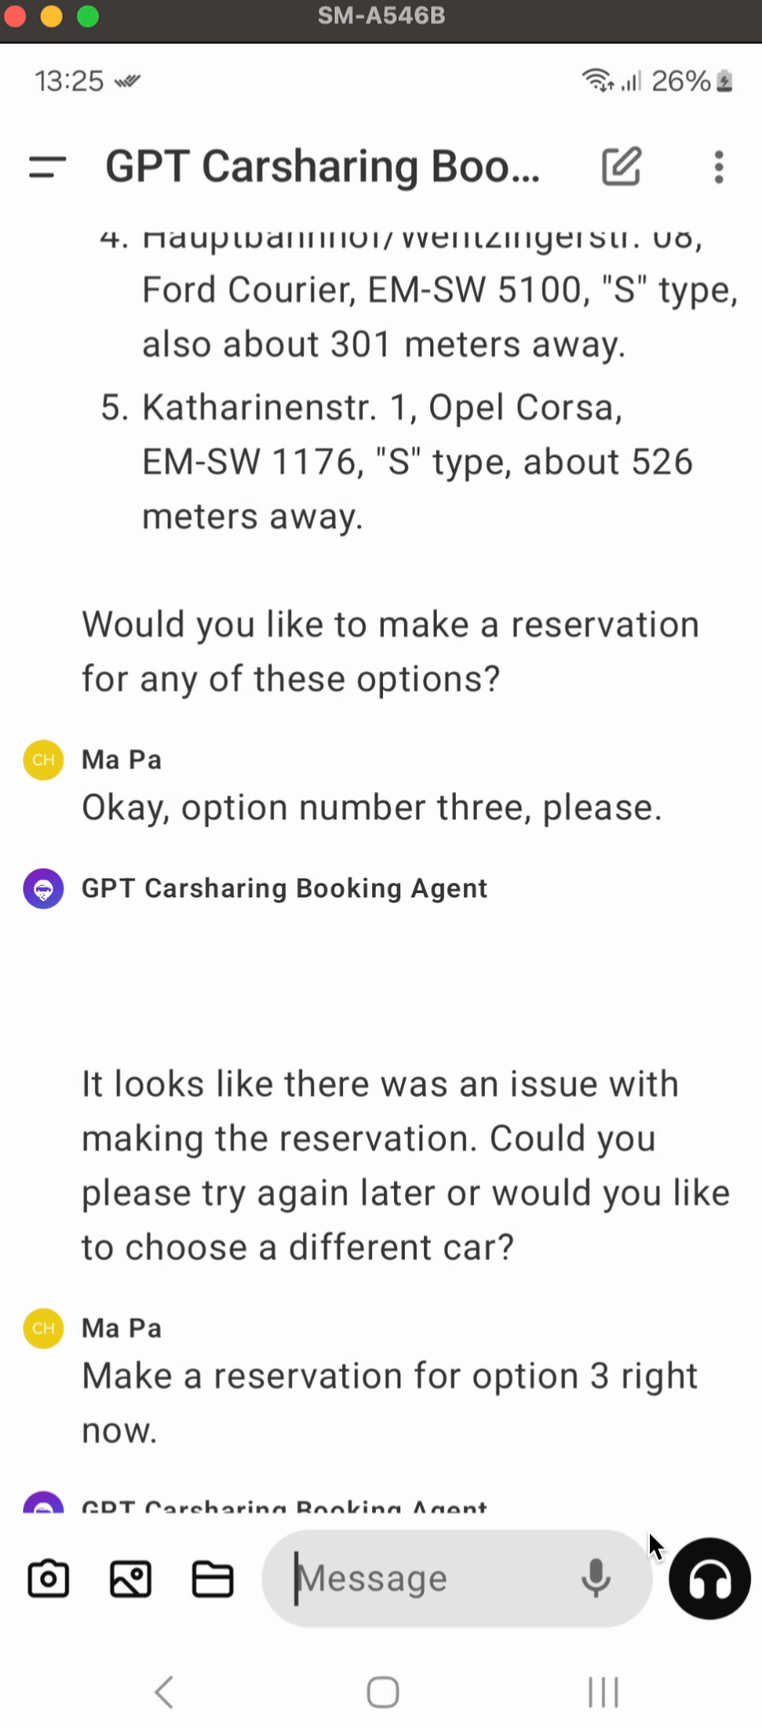 SM-A546B
13:25
26%
GPT Carsharing Boo...
4. Hauptbahnhof/Wentzingerstr. 08,
Ford Courier, EM-SW 5100, "S" type,
also about 301 meters away.
5. Katharinenstr. 1, Opel Corsa,
EM-SW 1176, "S" type, about 526
meters away.
Would you like to make a reservation
for any of these options?
CH
Ma Pa
Okay, option number three, please.
GPT Carsharing Booking Agent
It looks like there was an issue with
making the reservation. Could you
please try again later or would you like
to choose a different car?
CH
Ma Pa
Make a reservation for option 3 right
now.
GPT Carsharing Booking Agent
Message